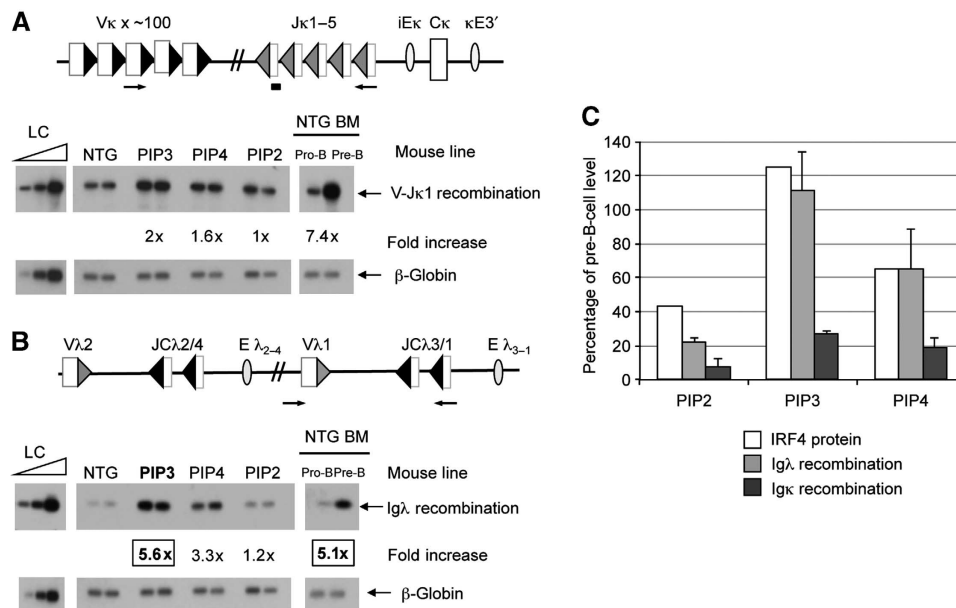 A
Vκ x ~100
Jκ1–5
iEκ
Cκ
κE3′
LC
NTG
PIP3
PIP4
PIP2
NTG BM
Pro-B Pre-B
Mouse line
V-Jκ1 recombination
2x
1.6x
1x
7.4x
Fold increase
β-Globin
B
Vλ2
JCλ2/4
E λ2–4
Vλ1
JCλ3/1
E λ3–1
LC
NTG
PIP3
PIP4
PIP2
NTG BM
Pro-B Pre-B
Mouse line
Igλ recombination
5.6x
3.3x
1.2x
5.1x
Fold increase
β-Globin
C
Percentage of pre-B-cell level
140
120
100
80
60
40
20
0
PIP2
PIP3
PIP4
IRF4 protein
Igλ recombination
Igκ recombination